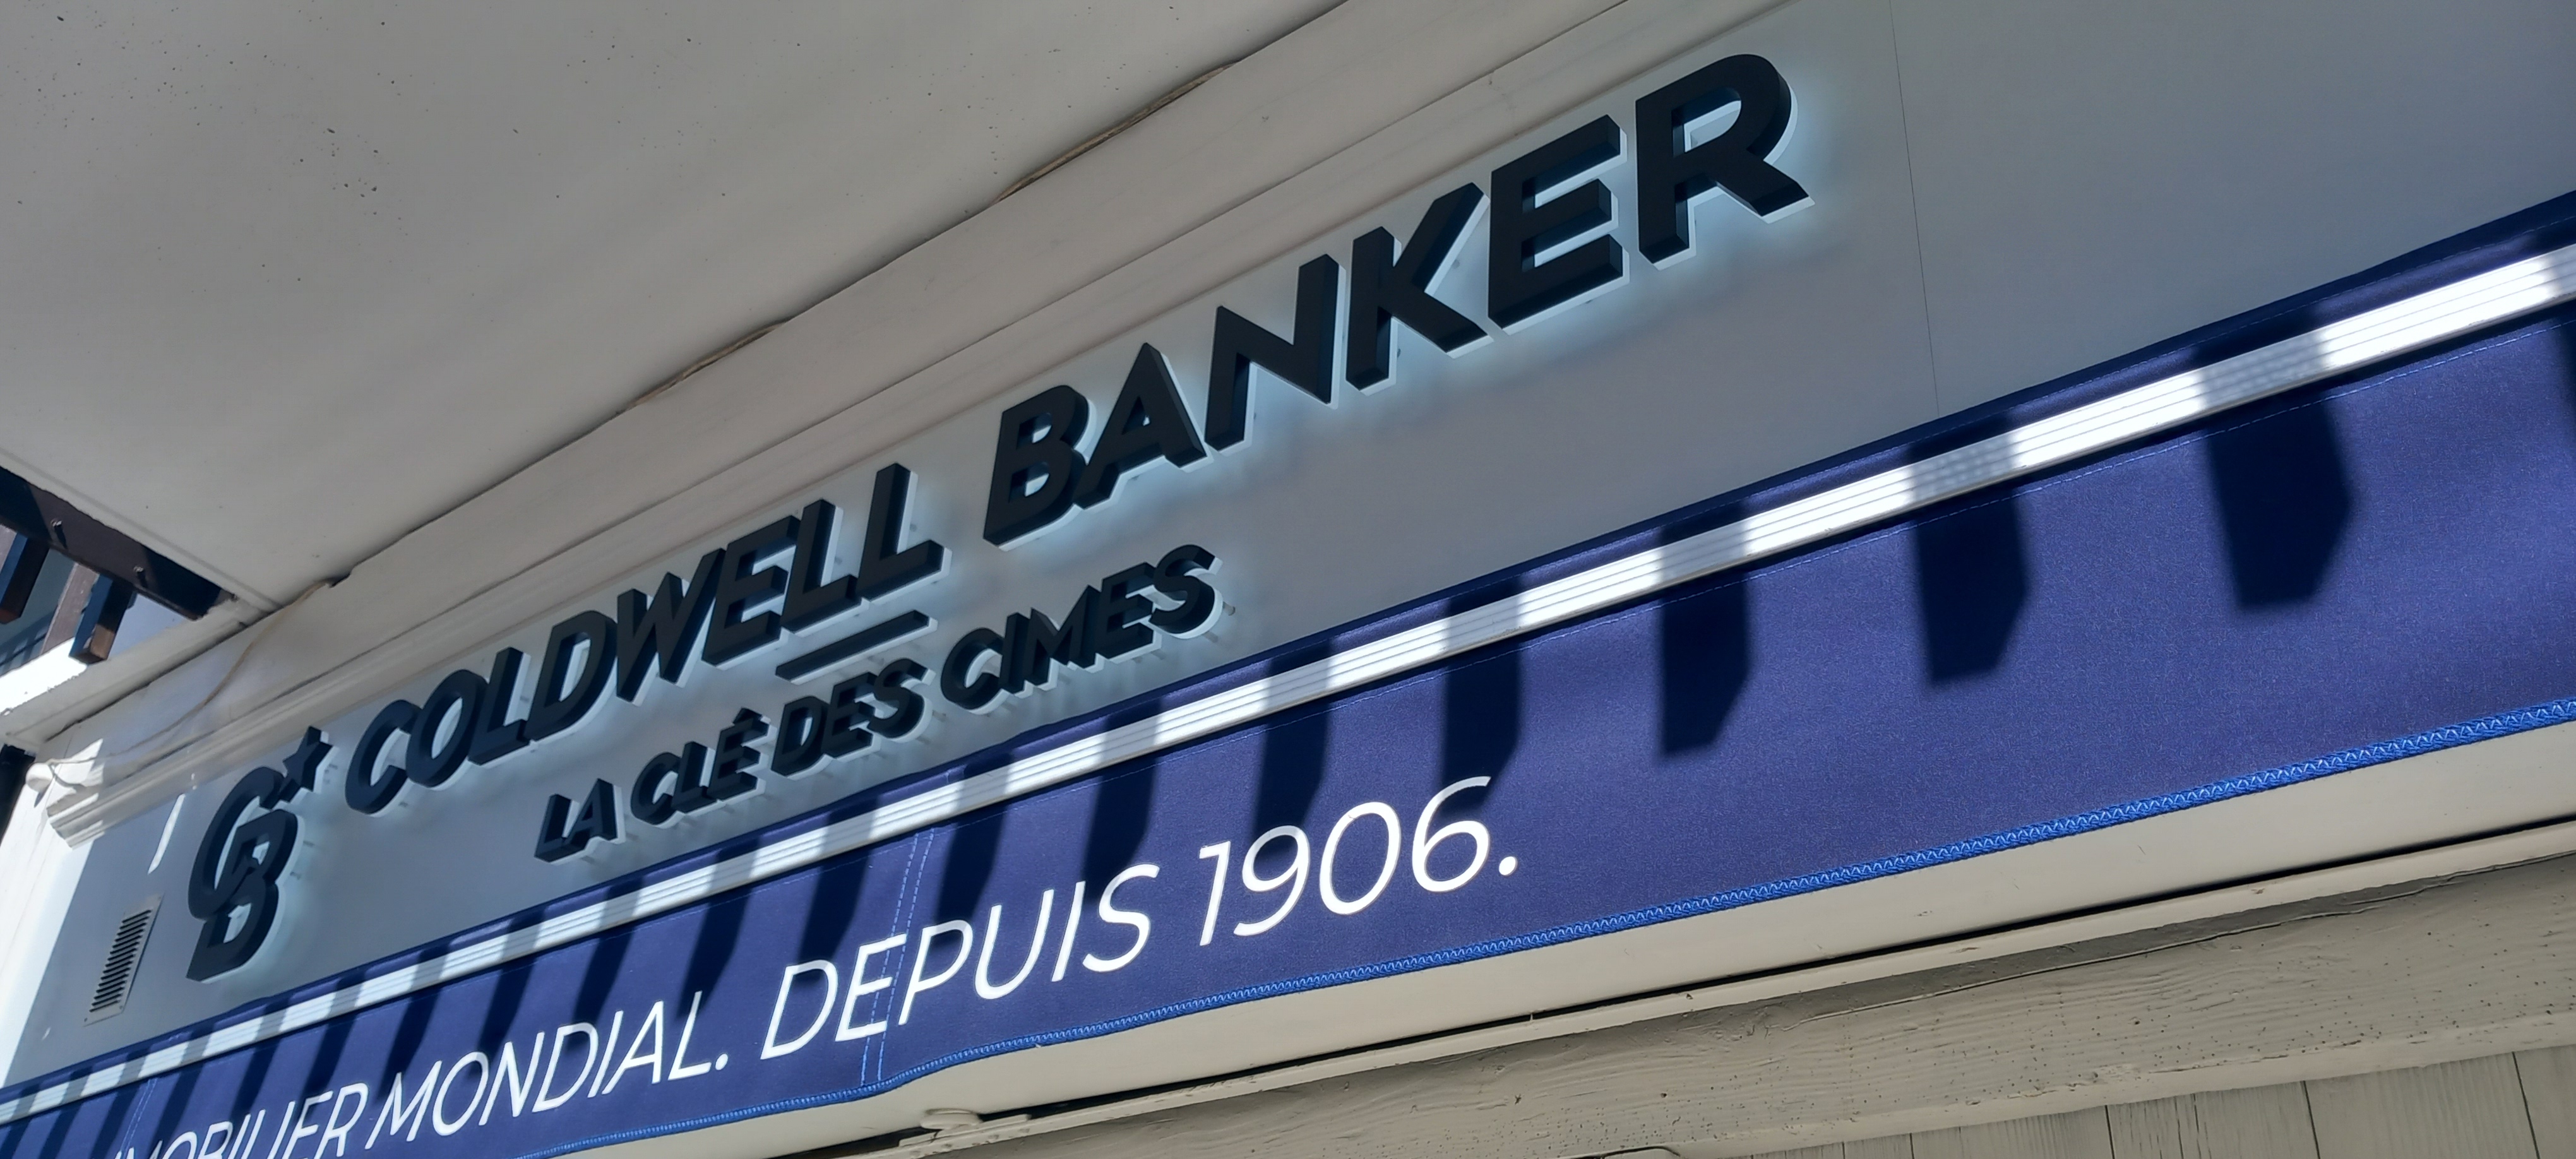 CB
COLDWELL BANKER
LA CLÉ DES CIMES
MONDIAL. DEPUIS 1906.